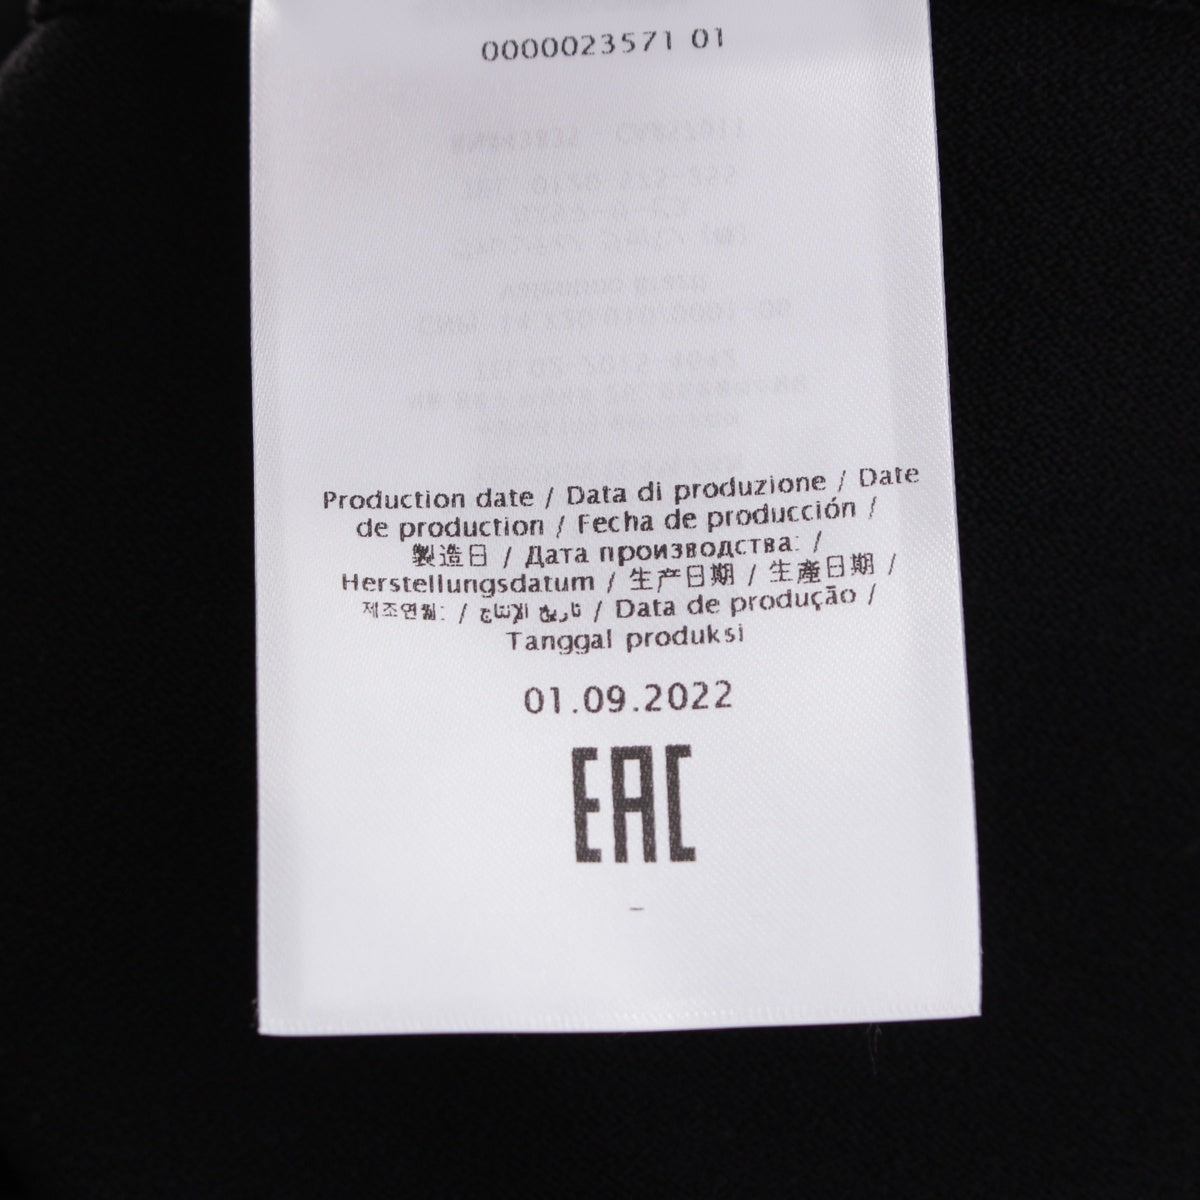 0000023571 01
Production date / Data di produzione / Date
de production / Fecha de producción /
製造日 / Дата производства: /
Herstellungsdatum / 生产日期 / 生產日期 /
제조연월: / تاريخ الإنتاج / Data de produção /
Tanggal produksi
01.09.2022
EAC
-